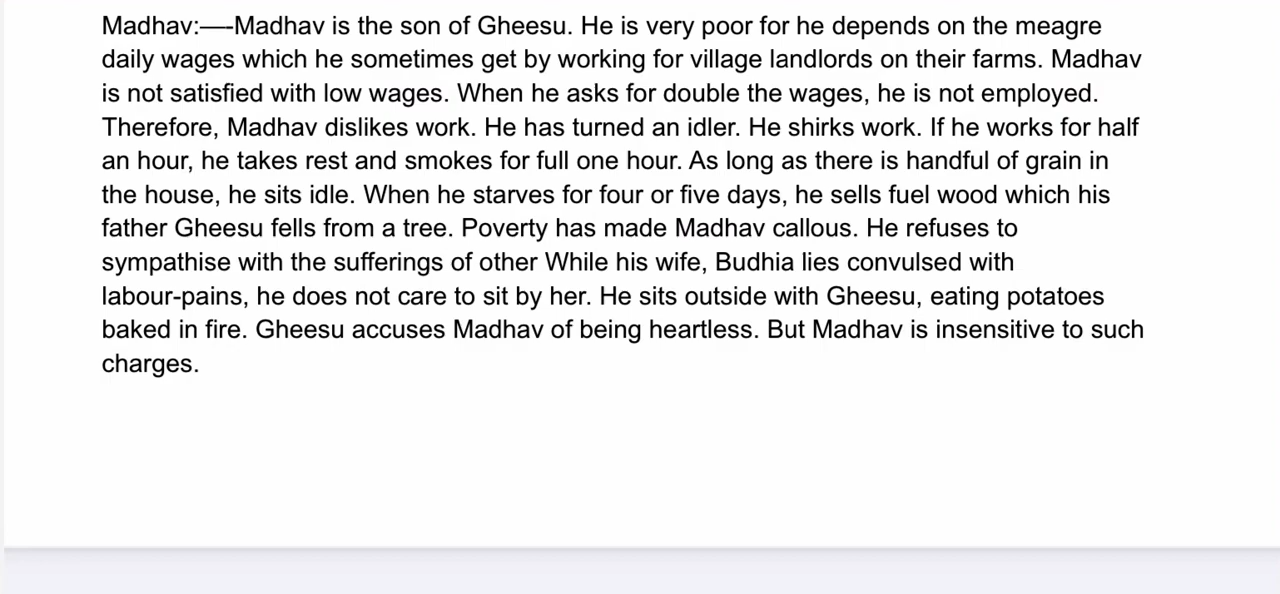 Madhav:—-Madhav is the son of Gheesu. He is very poor for he depends on the meagre
daily wages which he sometimes get by working for village landlords on their farms. Madhav
is not satisfied with low wages. When he asks for double the wages, he is not employed.
Therefore, Madhav dislikes work. He has turned an idler. He shirks work. If he works for half
an hour, he takes rest and smokes for full one hour. As long as there is handful of grain in
the house, he sits idle. When he starves for four or five days, he sells fuel wood which his
father Gheesu fells from a tree. Poverty has made Madhav callous. He refuses to
sympathise with the sufferings of other While his wife, Budhia lies convulsed with
labour-pains, he does not care to sit by her. He sits outside with Gheesu, eating potatoes
baked in fire. Gheesu accuses Madhav of being heartless. But Madhav is insensitive to such
charges.